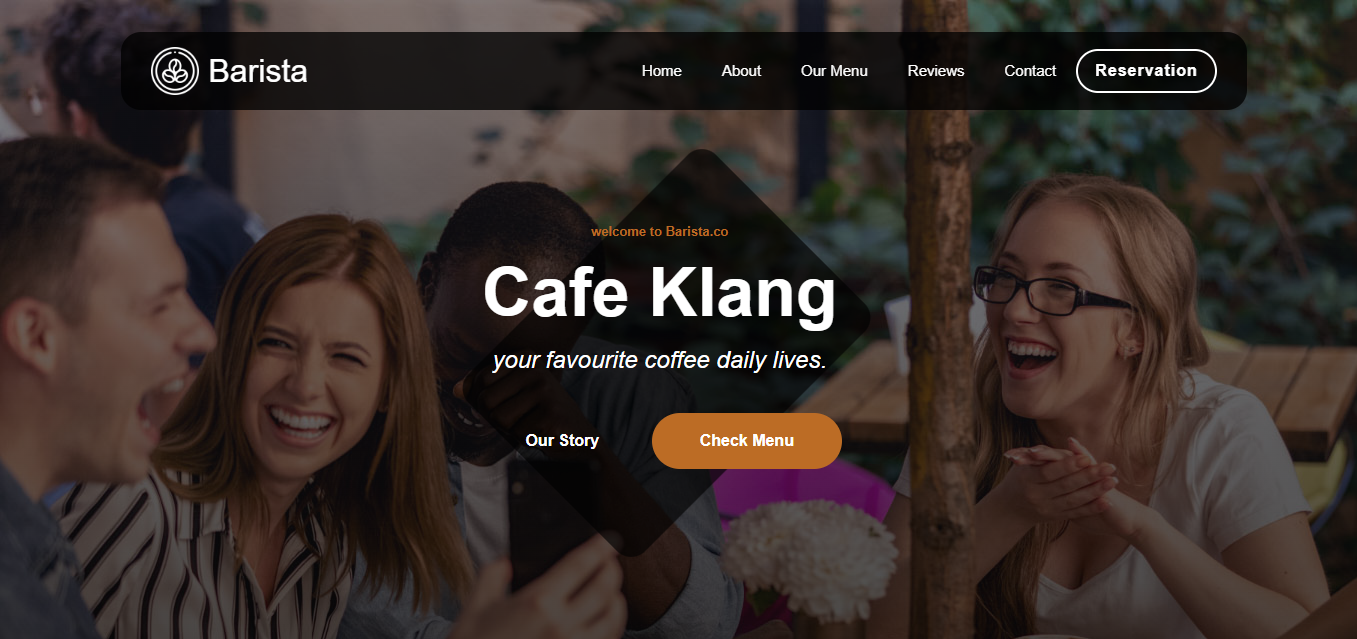 Barista
Home About Our Menu Reviews Contact Reservation
welcome to Barista.co
Cafe Klang
your favourite coffee daily lives.
Our Story Check Menu